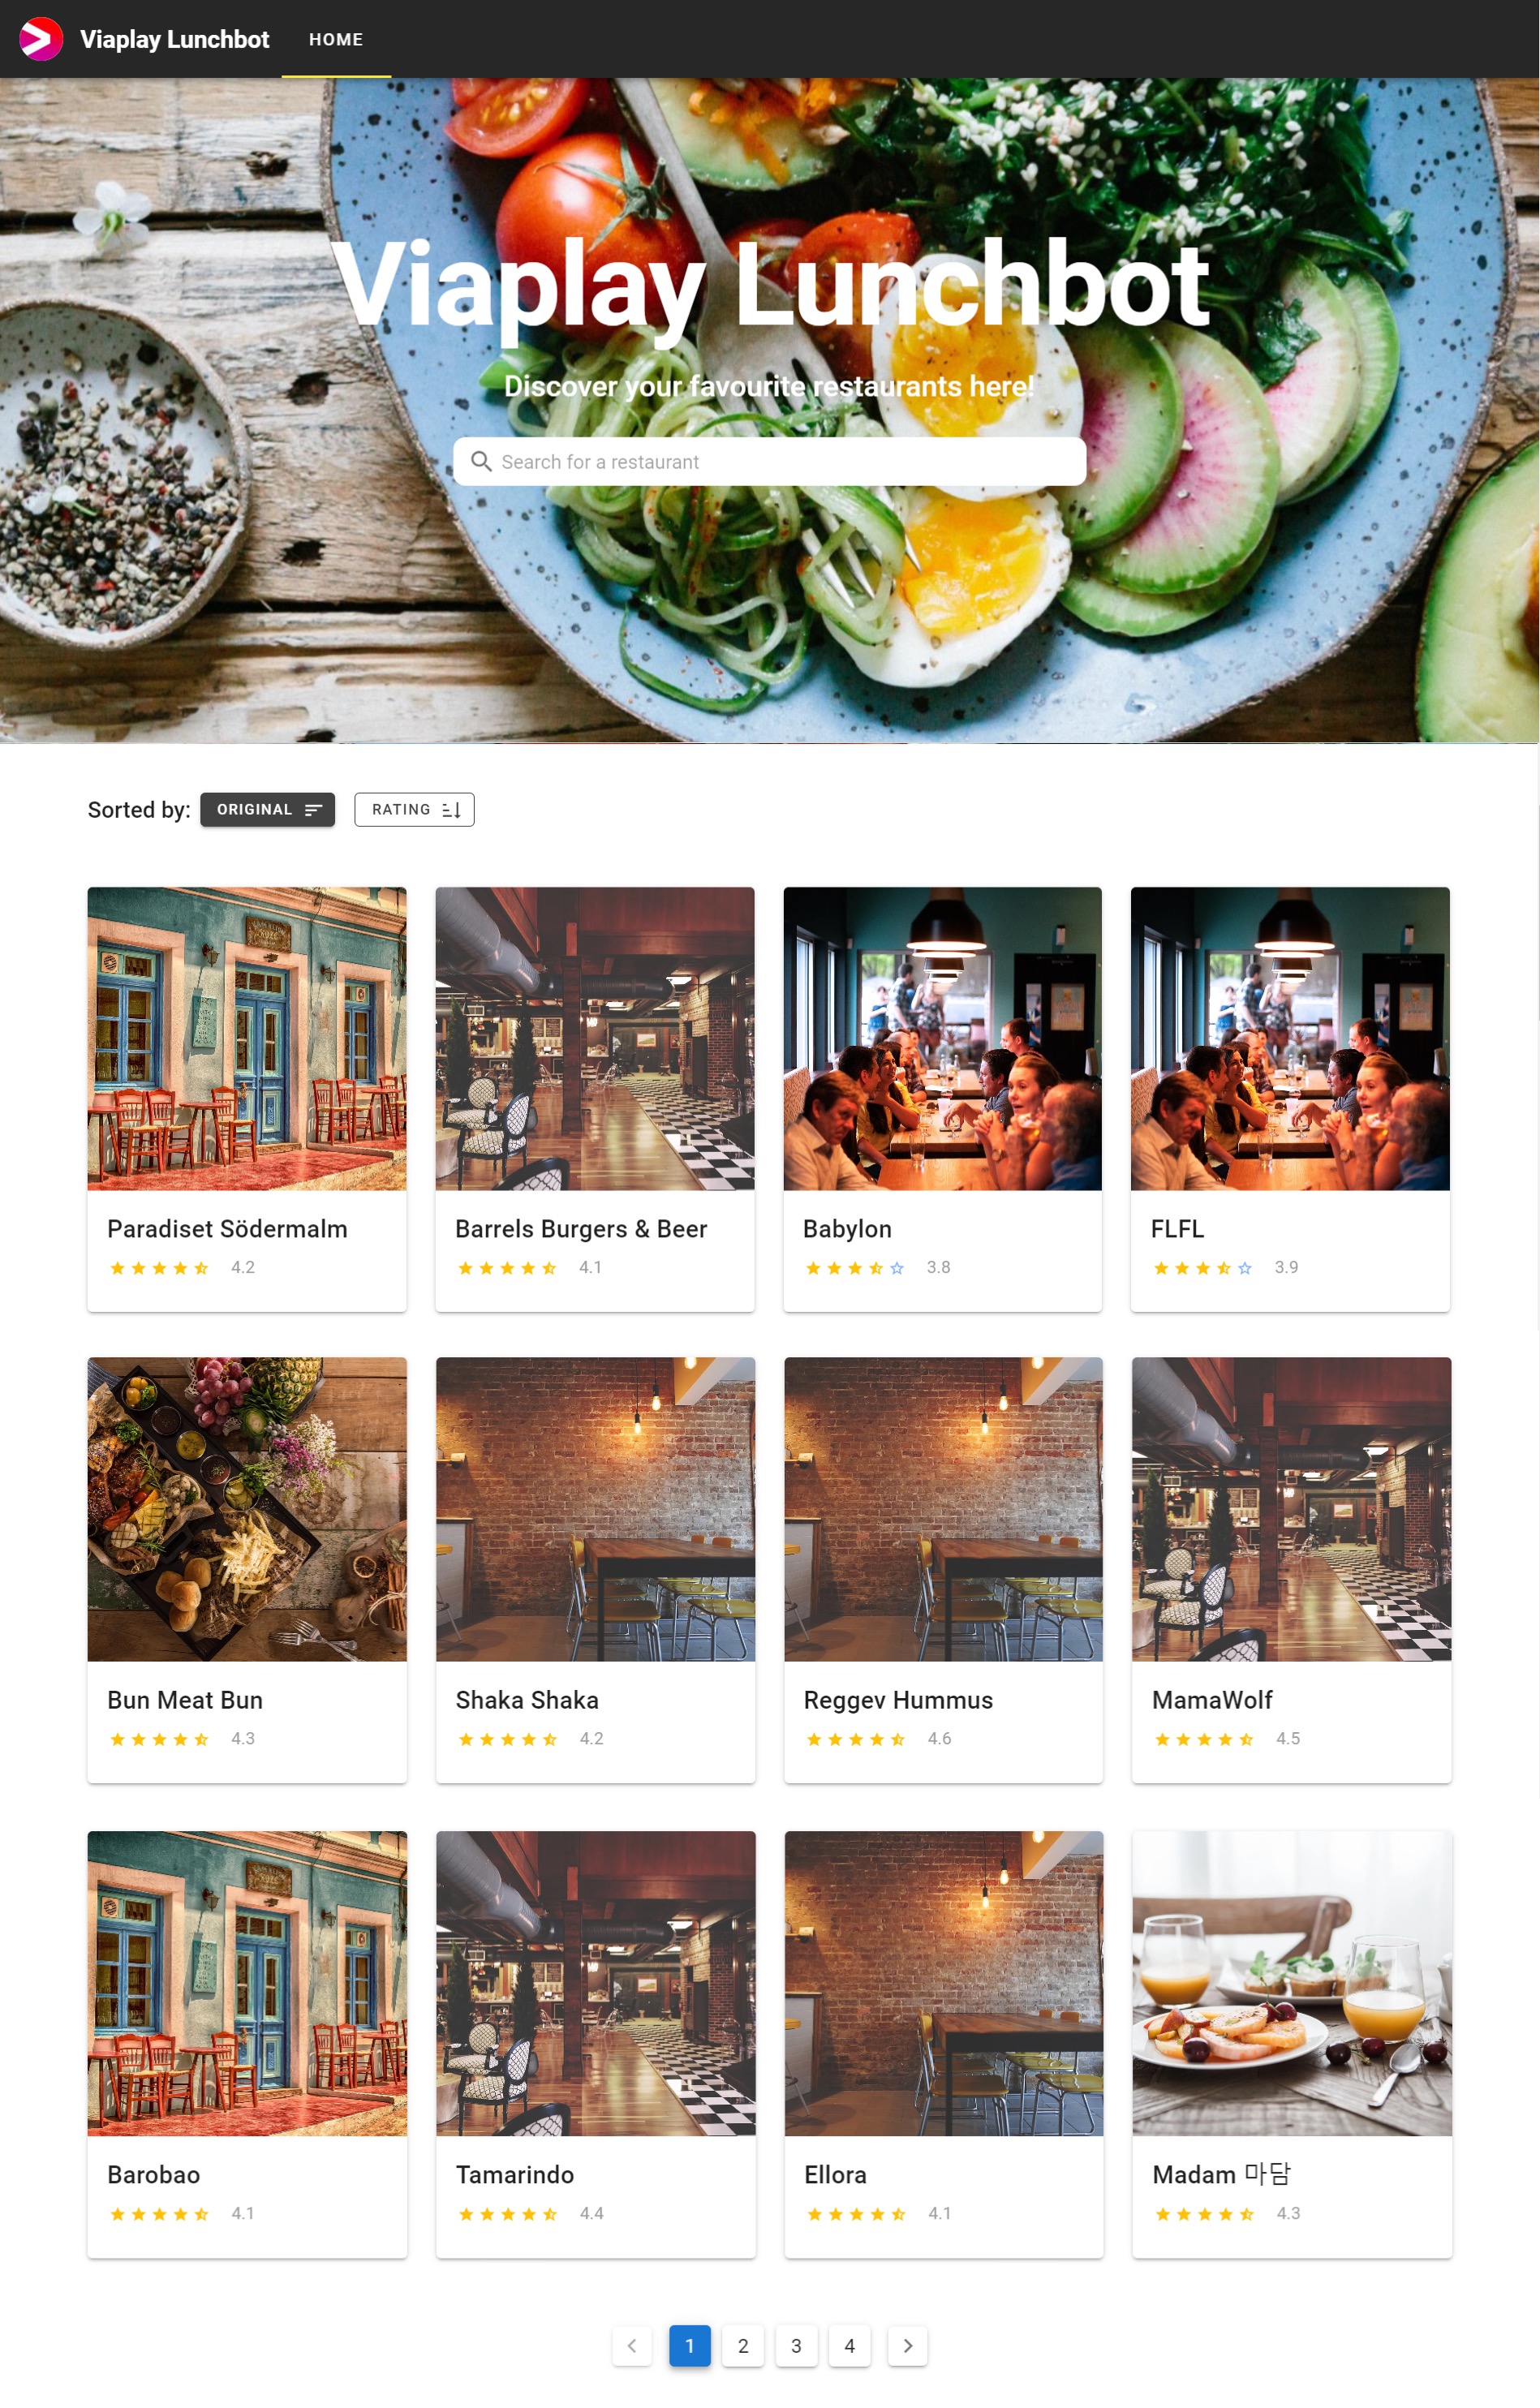 Viaplay Lunchbot HOME
Viaplay Lunchbot
Discover your favourite restaurants here!
Search for a restaurant
Sorted by: ORIGINAL RATING
Paradiset Södermalm
4.2
Barrels Burgers & Beer
4.1
Babylon
3.8
FLFL
3.9
Bun Meat Bun
4.3
Shaka Shaka
4.2
Reggev Hummus
4.6
MamaWolf
4.5
Barobao
4.1
Tamarindo
4.4
Ellora
4.1
Madam 마담
4.3
1 2 3 4